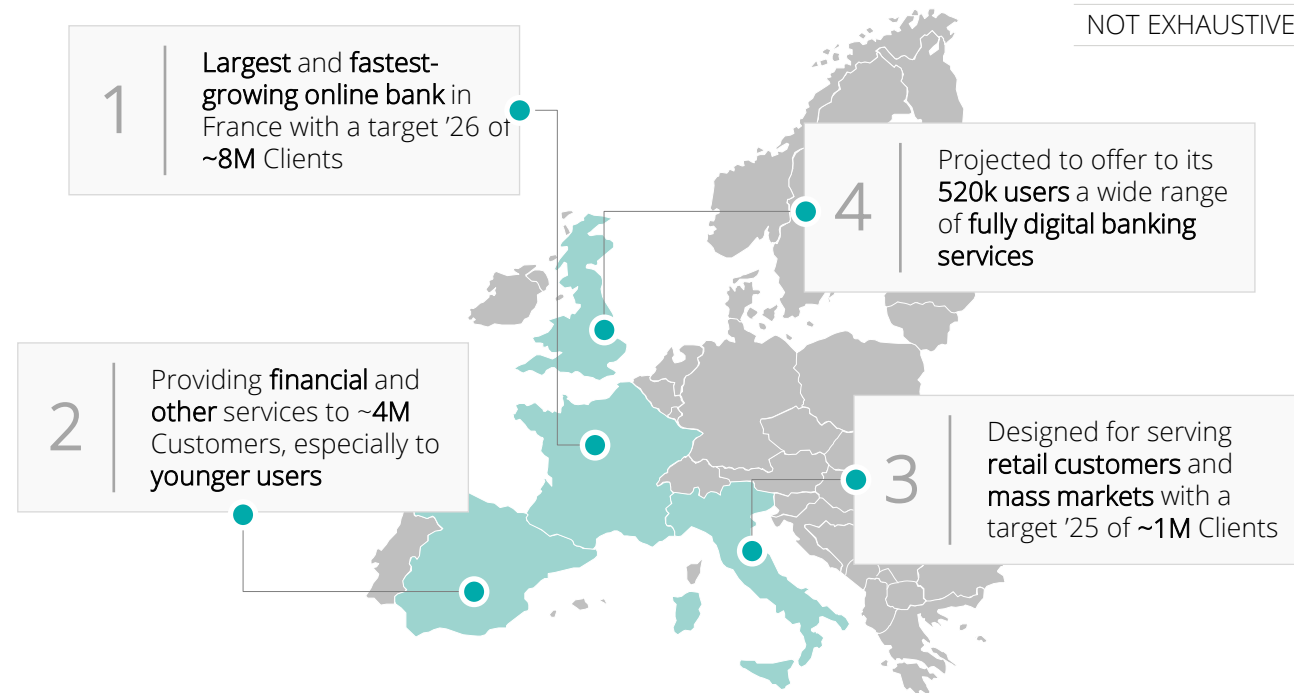 NOT EXHAUSTIVE
1
Largest and fastest-
growing online bank in
France with a target ’26 of
~8M Clients
4
Projected to offer to its
520k users a wide range
of fully digital banking
services
2
Providing financial and
other services to ~4M
Customers, especially to
younger users
3
Designed for serving
retail customers and
mass markets with a
target ’25 of ~1M Clients